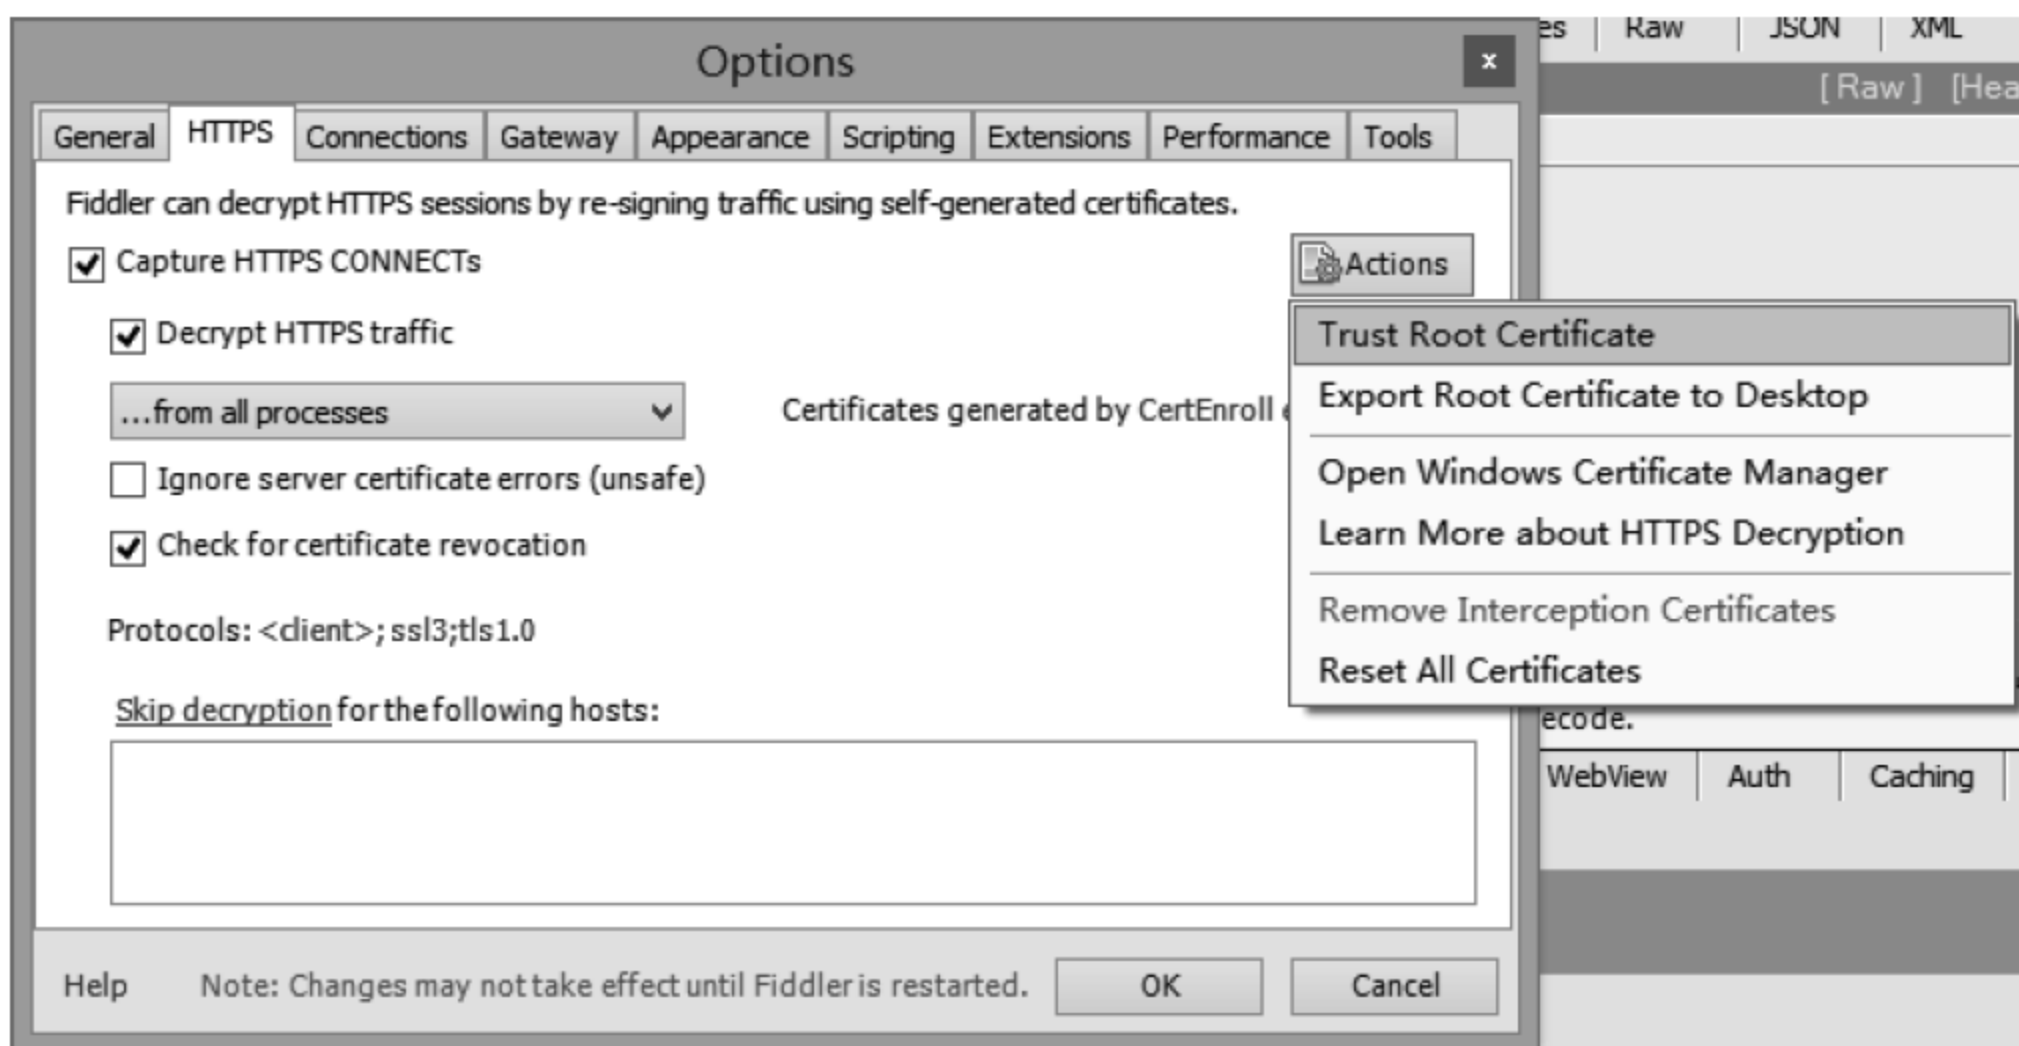 Options
x
es Raw JSON XML
[Raw] [Hea
General HTTPS Connections Gateway Appearance Scripting Extensions Performance Tools
Fiddler can decrypt HTTPS sessions by re-signing traffic using self-generated certificates.
Capture HTTPS CONNECTs
Actions
Decrypt HTTPS traffic
Trust Root Certificate
...from all processes
Certificates generated by CertEnroll e
Export Root Certificate to Desktop
Ignore server certificate errors (unsafe)
Open Windows Certificate Manager
Check for certificate revocation
Learn More about HTTPS Decryption
Protocols: <client>;ssl3;tls1.0
Remove Interception Certificates
Reset All Certificates
Skip decryption for the following hosts:
ecode.
WebView Auth Caching
Help
Note: Changes may not take effect until Fiddler is restarted.
OK
Cancel